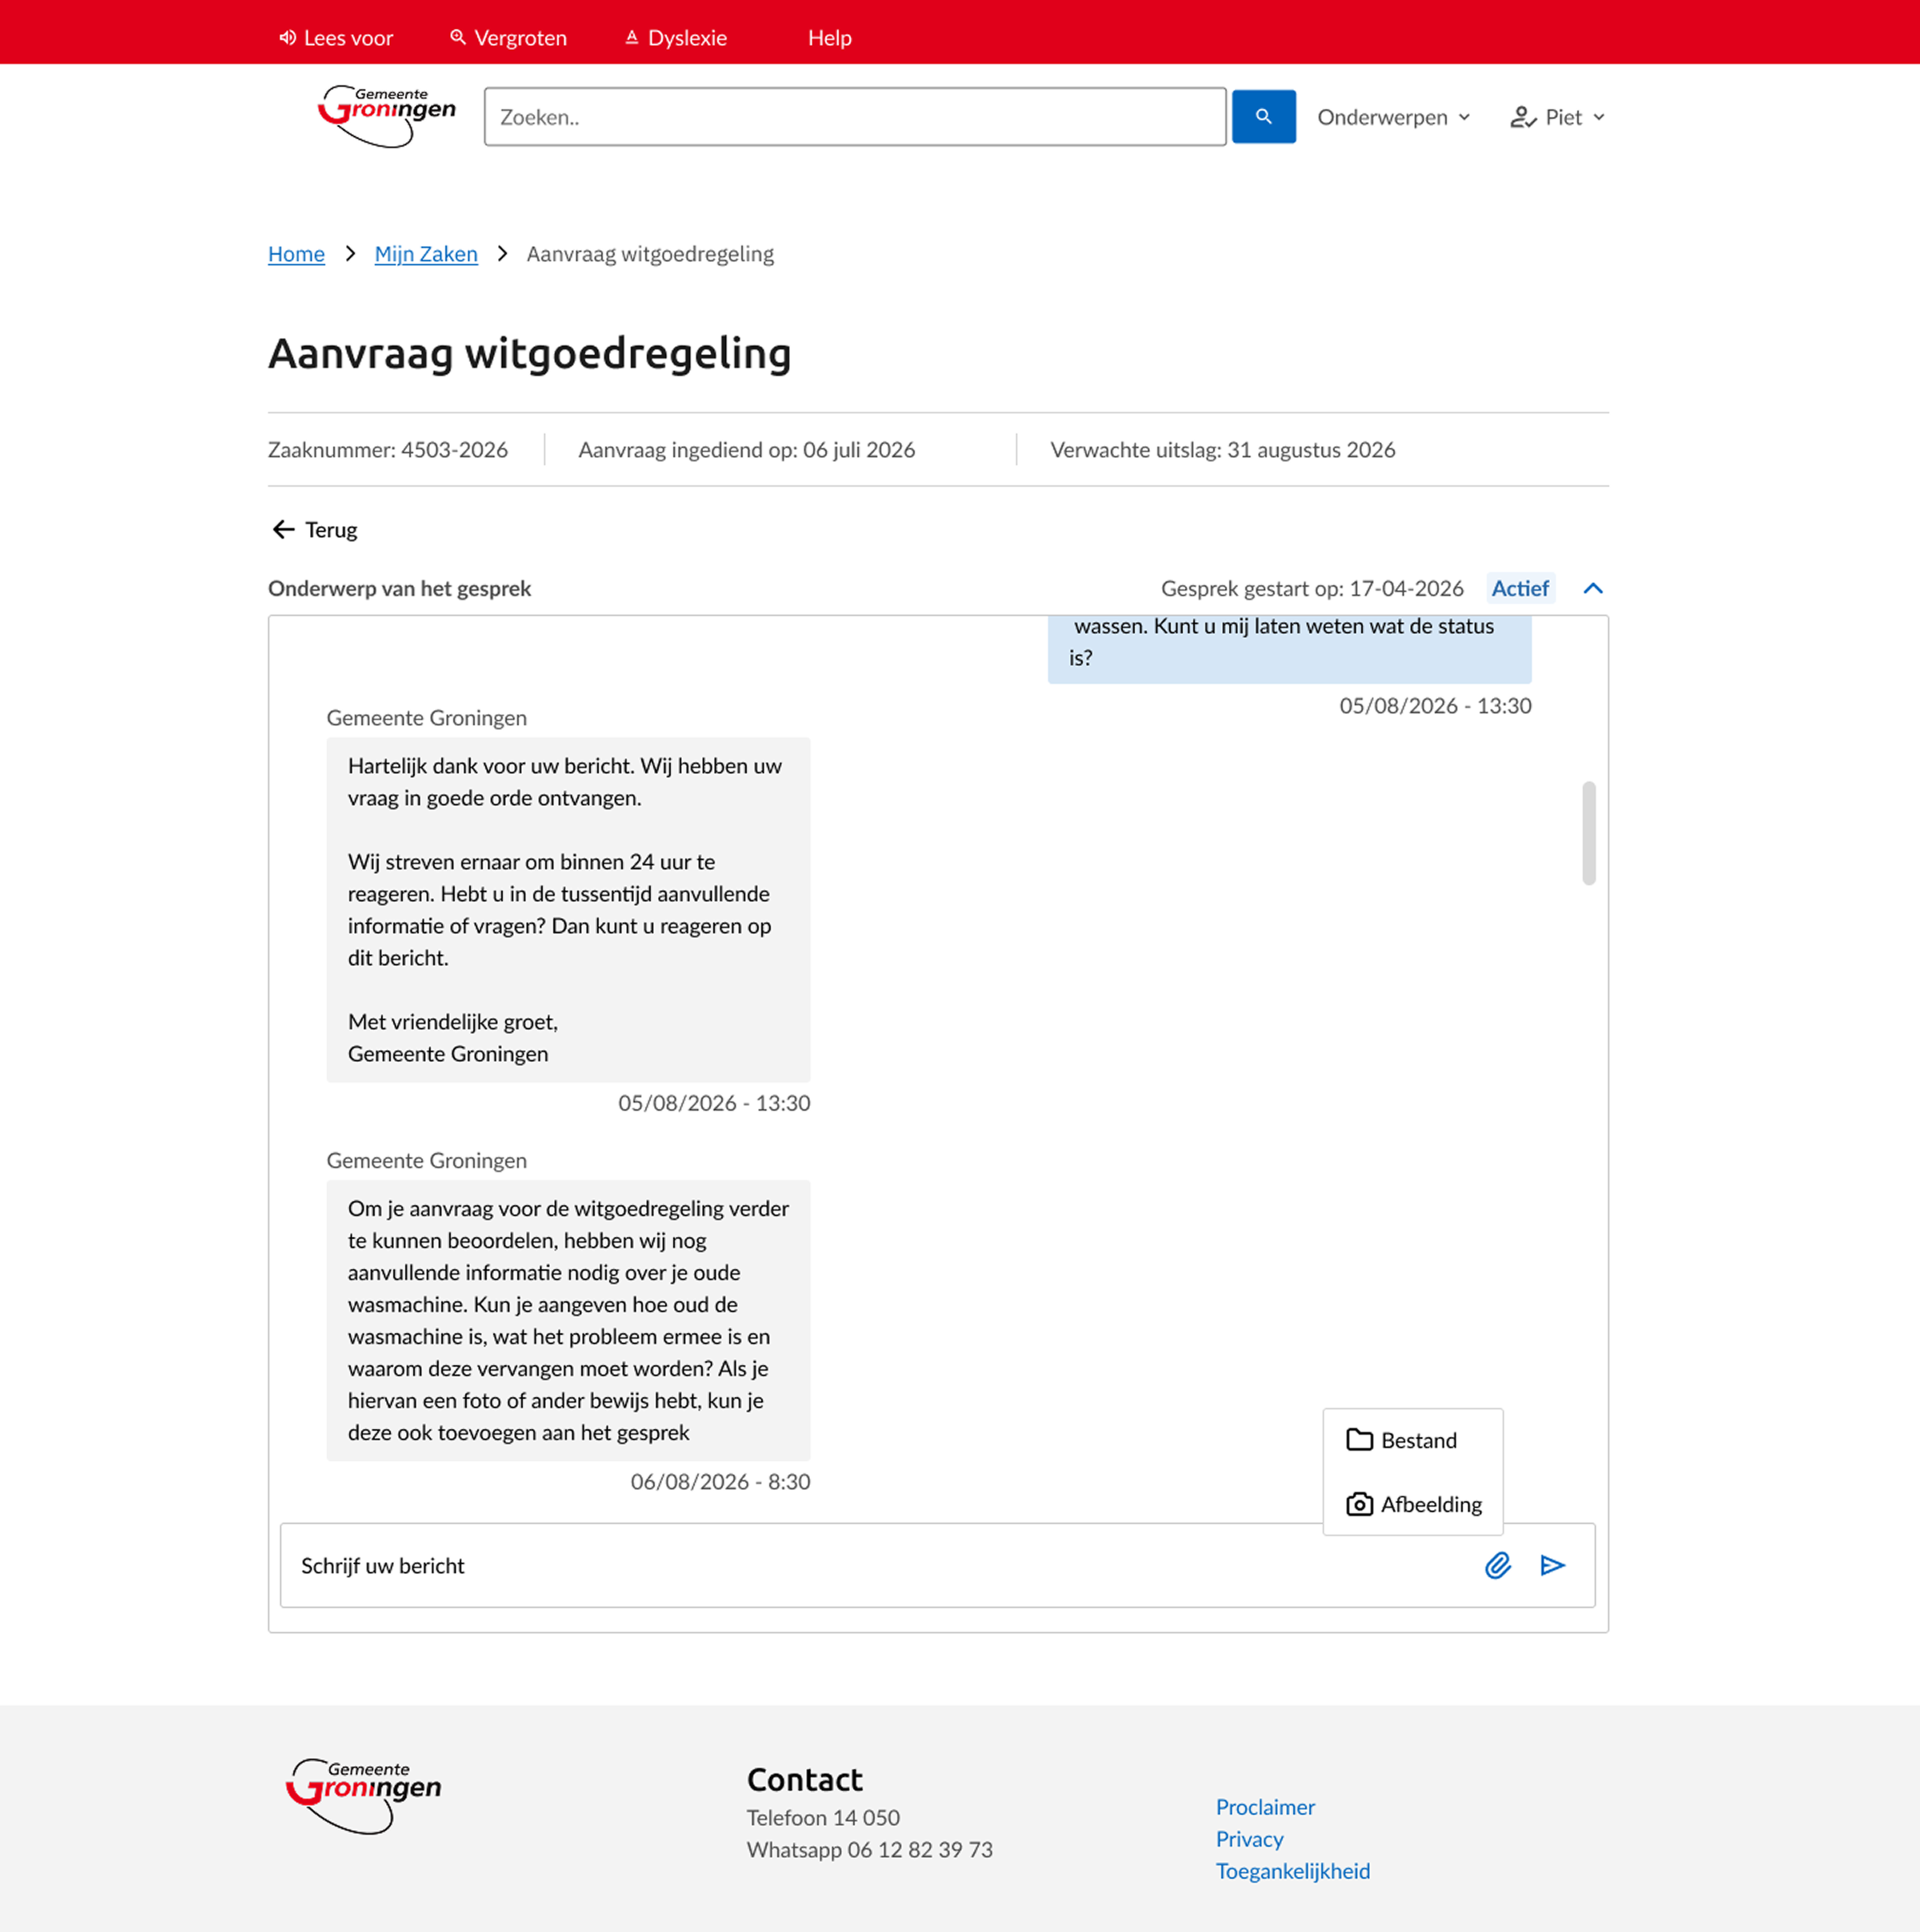 Lees voor
Vergroten
Dyslexie
Help
Gemeente
Groningen
Zoeken..
Onderwerpen
Piet
Home
Mijn Zaken
Aanvraag witgoedregeling
Aanvraag witgoedregeling
Zaaknummer: 4503-2026
Aanvraag ingediend op: 06 juli 2026
Verwachte uitslag: 31 augustus 2026
Terug
Onderwerp van het gesprek
Gesprek gestart op: 17-04-2026
Actief
wassen. Kunt u mij laten weten wat de status
is?
05/08/2026 - 13:30
Gemeente Groningen
Hartelijk dank voor uw bericht. Wij hebben uw
vraag in goede orde ontvangen.
Wij streven ernaar om binnen 24 uur te
reageren. Hebt u in de tussentijd aanvullende
informatie of vragen? Dan kunt u reageren op
dit bericht.
Met vriendelijke groet,
Gemeente Groningen
05/08/2026 - 13:30
Gemeente Groningen
Om je aanvraag voor de witgoedregeling verder
te kunnen beoordelen, hebben wij nog
aanvullende informatie nodig over je oude
wasmachine. Kun je aangeven hoe oud de
wasmachine is, wat het probleem ermee is en
waarom deze vervangen moet worden? Als je
hiervan een foto of ander bewijs hebt, kun je
deze ook toevoegen aan het gesprek
06/08/2026 - 8:30
Bestand
Afbeelding
Schrijf uw bericht
Gemeente
Groningen
Contact
Telefoon 14 050
Whatsapp 06 12 82 39 73
Proclaimer
Privacy
Toegankelijkheid